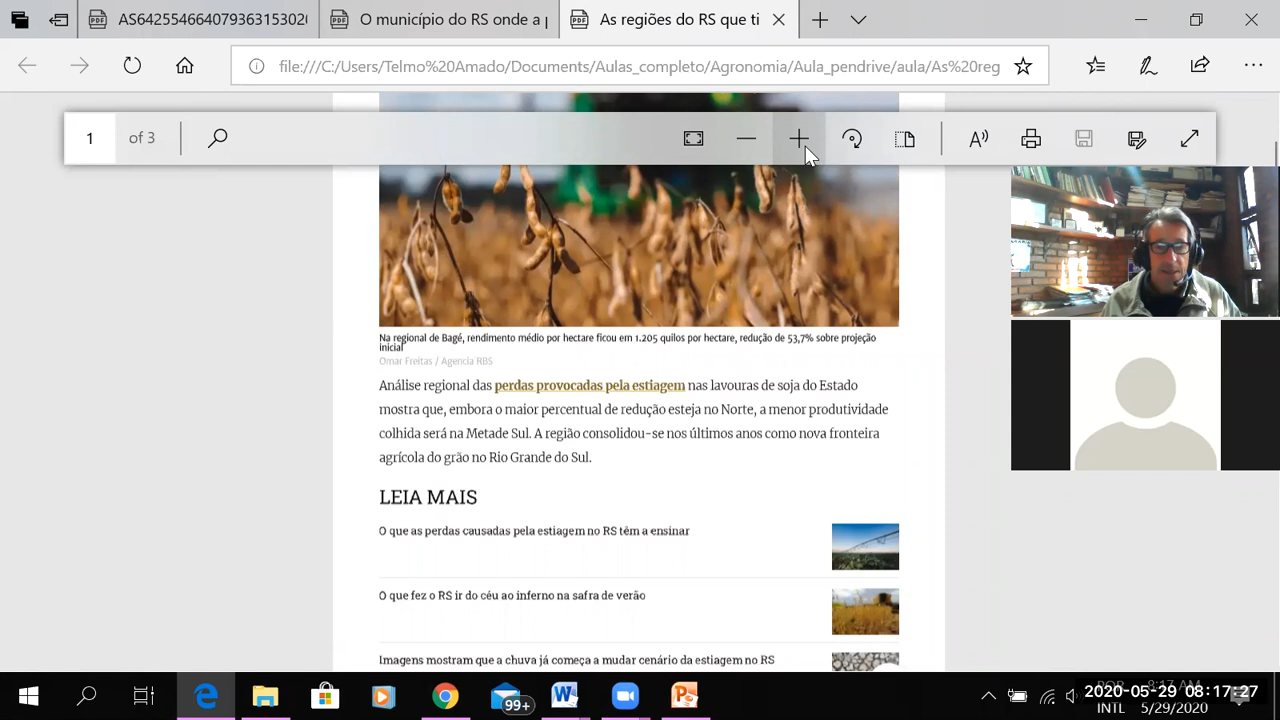 AS64255466407936315302
O município do RS onde a
As regiões do RS que ti
file:///C:/Users/Telmo%20Amado/Documents/Aulas_completo/Agronomia/Aula_pendrive/aula/As%20reg
1 of 3
Na regional de Bagé, rendimento médio por hectare ficou em 1.205 quilos por hectare, redução de 53,7% sobre projeção
inicial
Omar Freitas / Agencia RBS
Análise regional das perdas provocadas pela estiagem nas lavouras de soja do Estado
mostra que, embora o maior percentual de redução esteja no Norte, a menor produtividade
colhida será na Metade Sul. A região consolidou-se nos últimos anos como nova fronteira
agrícola do grão no Rio Grande do Sul.
LEIA MAIS
O que as perdas causadas pela estiagem no RS têm a ensinar
O que fez o RS ir do céu ao inferno na safra de verão
Imagens mostram que a chuva já começa a mudar cenário da estiagem no RS
99+
POR 8:17 AM
2020-05-29 08:17:27
INTL 5/29/2020